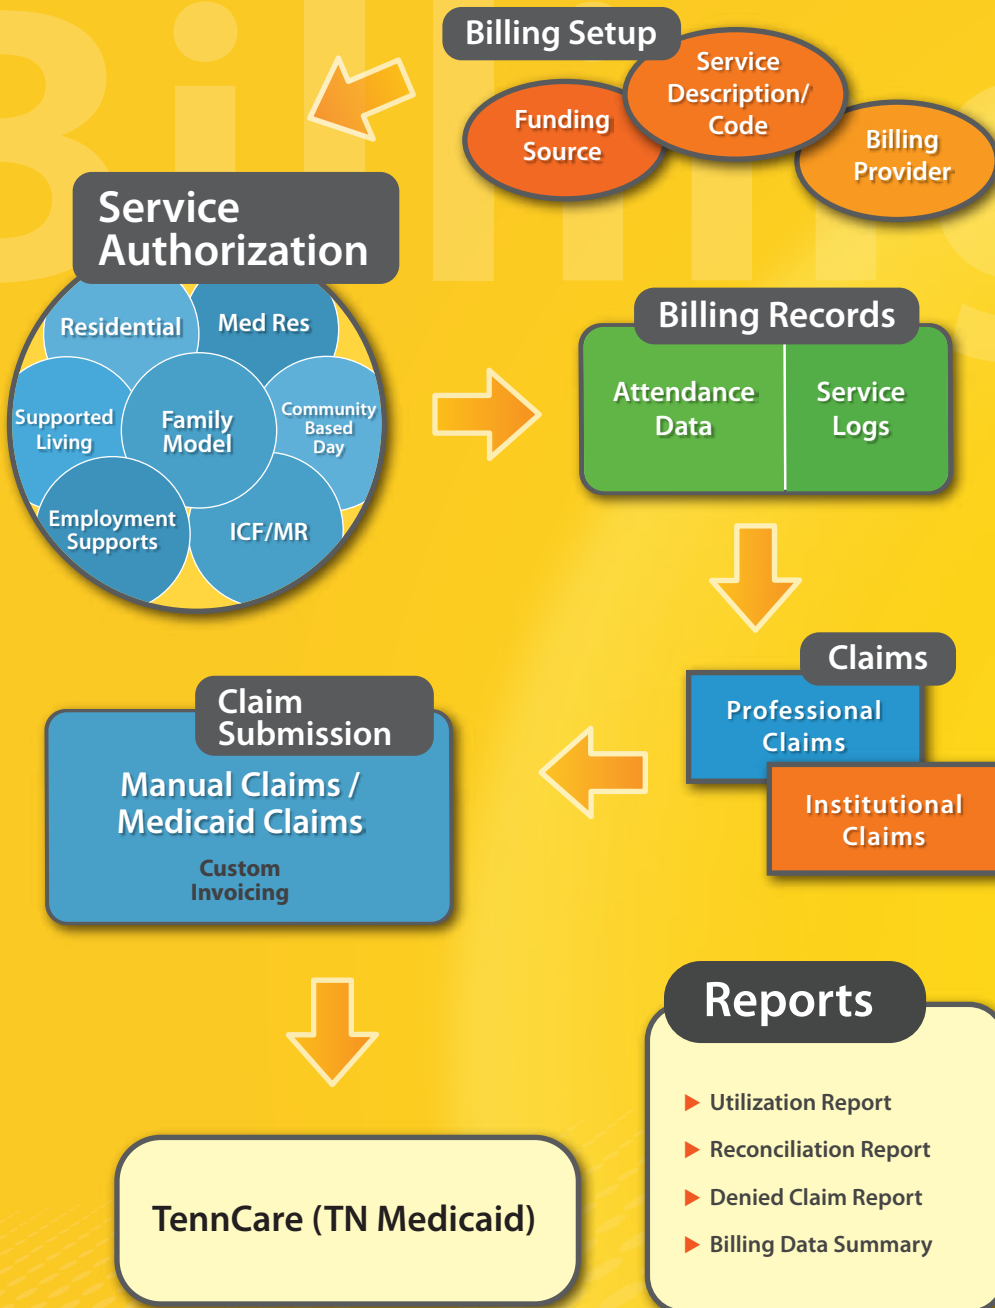 Billing
Billing Setup
Funding
Source
Service
Description/
Code
Billing
Provider
Service
Authorization
Residential
Med Res
Supported
Living
Family
Model
Community
Based
Day
Employment
Supports
ICF/MR
Billing Records
Attendance
Data
Service
Logs
Claims
Professional
Claims
Institutional
Claims
Claim
Submission
Manual Claims /
Medicaid Claims
Custom
Invoicing
TennCare (TN Medicaid)
Reports
Utilization Report
Reconciliation Report
Denied Claim Report
Billing Data Summary